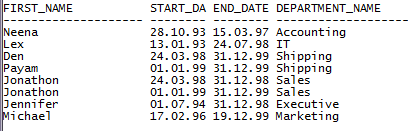 FIRST_NAME           START_DA END_DATE DEPARTMENT_NAME
-------------------- -------- -------- --------------------
Neena                28.10.93 15.03.97 Accounting
Lex                  13.01.93 24.07.98 IT
Den                  24.03.98 31.12.99 Shipping
Payam                01.01.99 31.12.99 Shipping
Jonathon             24.03.98 31.12.98 Sales
Jonathon             01.01.99 31.12.99 Sales
Jennifer             01.07.94 31.12.98 Executive
Michael              17.02.96 19.12.99 Marketing